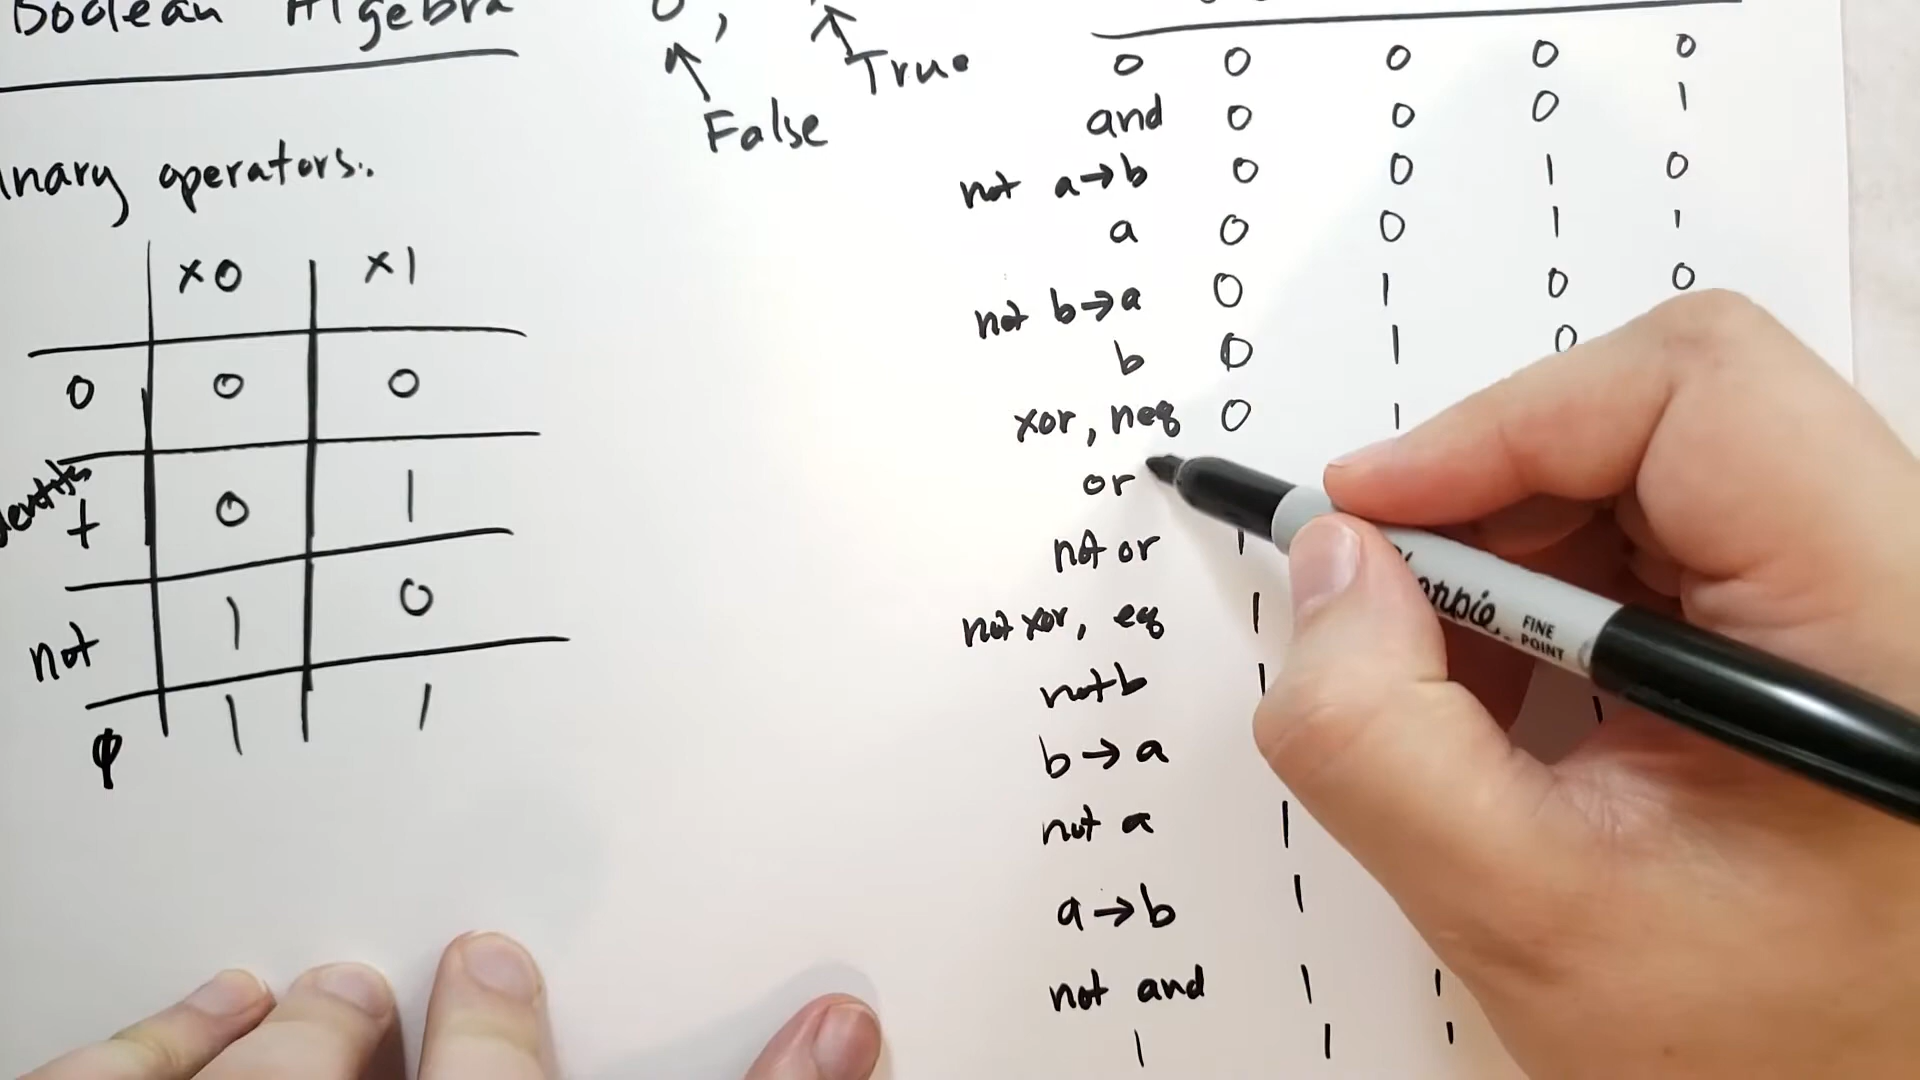 Boolean Algebra
0,
False
True
operators:
x0 x1
0 0 0
+ 0 1
not 1 0
φ 1 1
0 0 0 0 0
and 0 0 0 1
not a→b 0 0 1 0
a 0 0 1 1
not b→a 0 1 0 0
b 0 1 0
xor, neq 0 1
or
not or 1
not xor, eq 1
not b 1 1
b→a
not a 1
a→b 1
not and 1 1
1 1 1
Sharpie
FINE
POINT